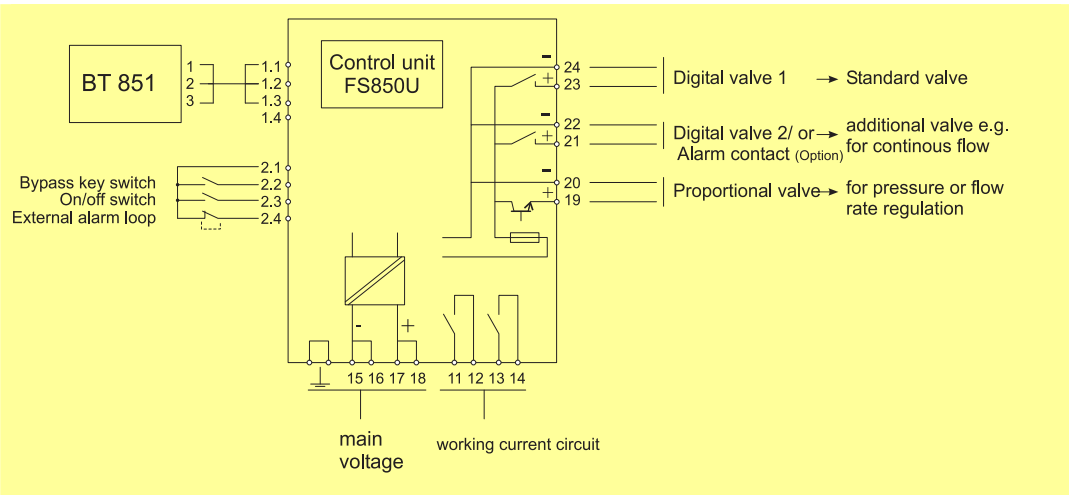 BT 851
1
2
3
1.1
1.2
1.3
1.4
Control unit
FS850U
2.1
Bypass key switch 2.2
On/off switch 2.3
External alarm loop 2.4
- 24
+ 23
Digital valve 1 → Standard valve
- 22
+ 21
Digital valve 2/ or → additional valve e.g.
Alarm contact (Option) for continous flow
- 20
+ 19
Proportional valve → for pressure or flow
rate regulation
- +
15 16 17 18 11 12 13 14
main
voltage
working current circuit